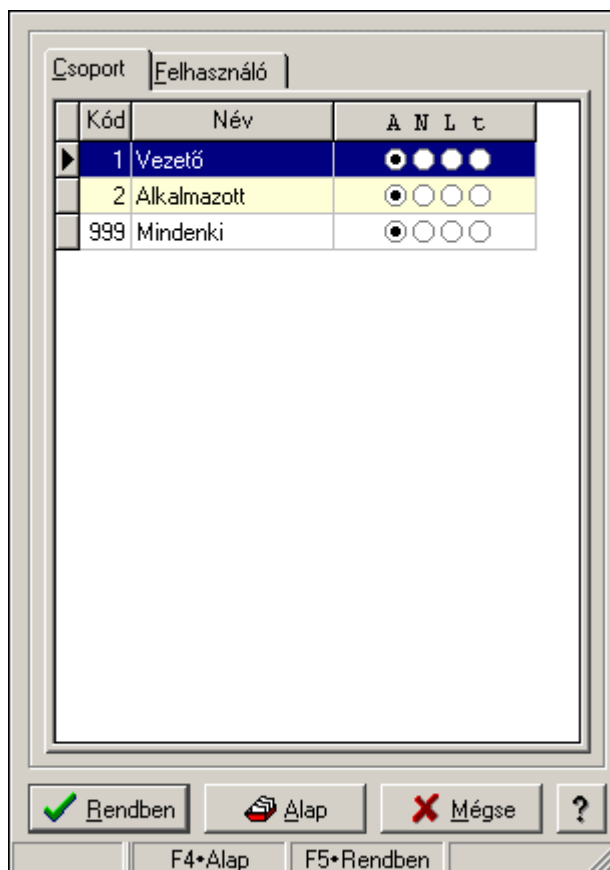 Csoport Felhasználó
Kód Név A N L t
1 Vezető
2 Alkalmazott
999 Mindenki
Rendben Alap Mégse ?
F4•Alap F5•Rendben